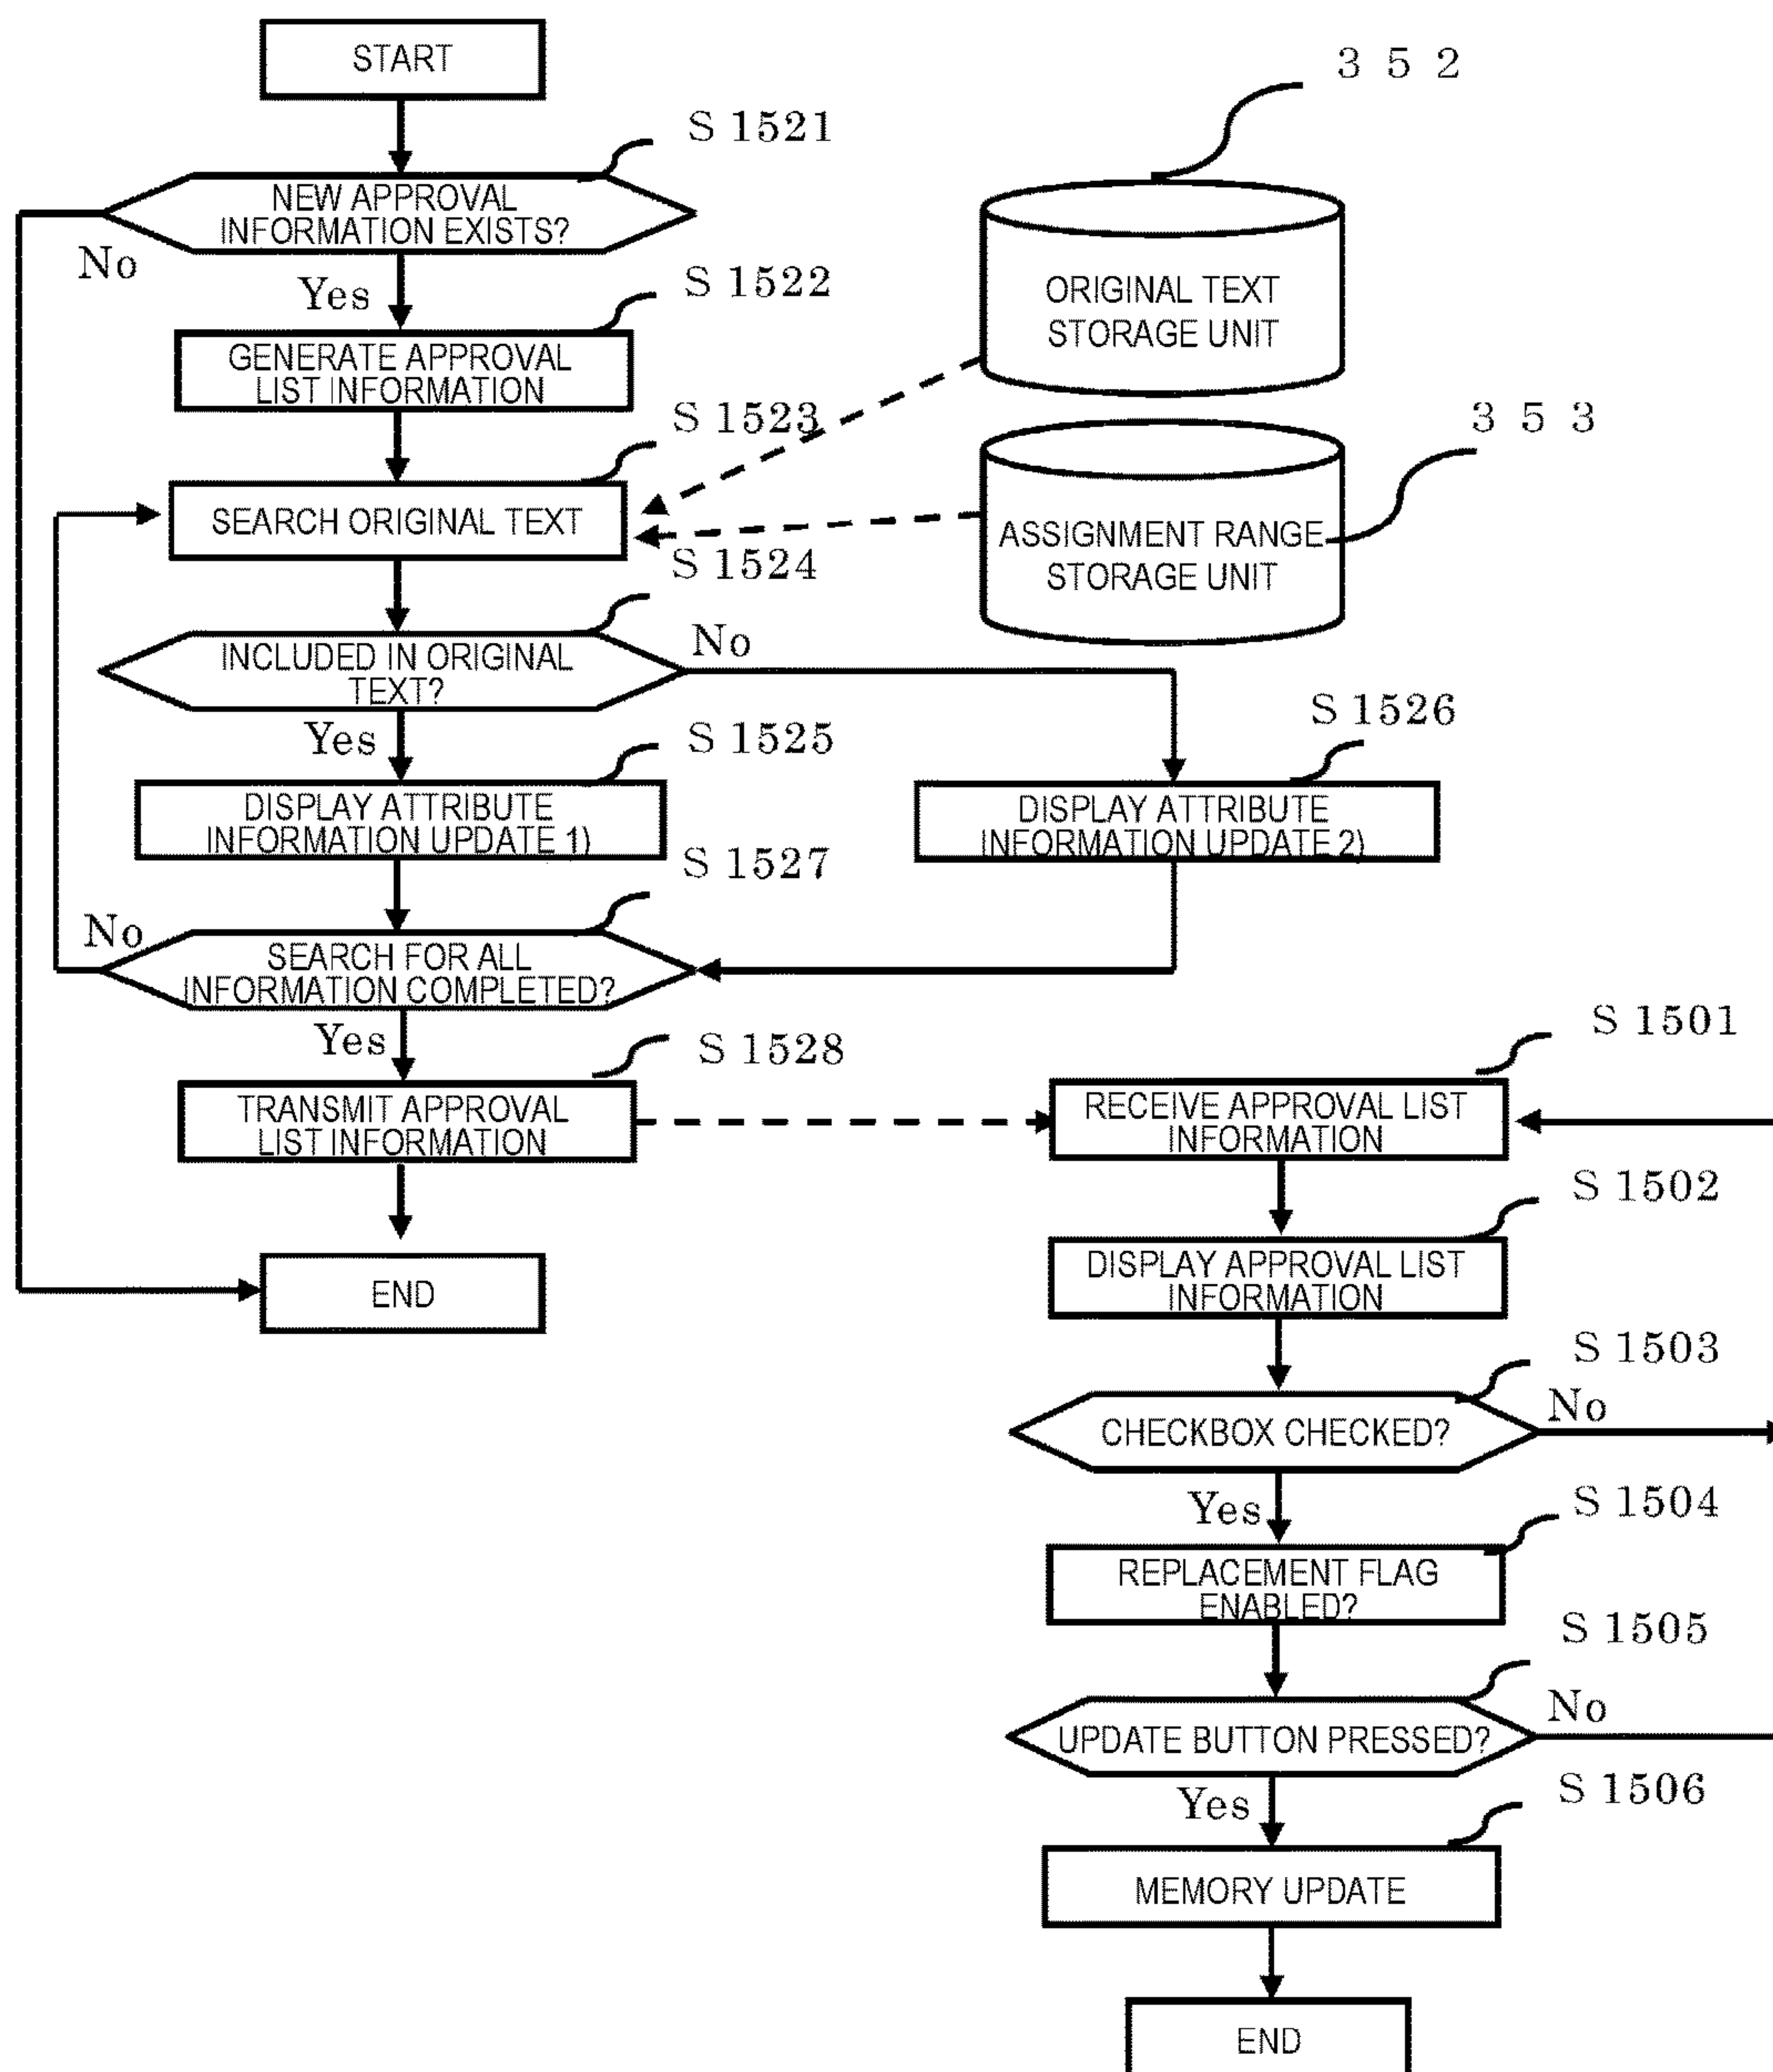 START
S 1521
NEW APPROVAL
INFORMATION EXISTS?
No
Yes
S 1522
GENERATE APPROVAL
LIST INFORMATION
S 1523
SEARCH ORIGINAL TEXT
3 5 2
ORIGINAL TEXT
STORAGE UNIT
3 5 3
ASSIGNMENT RANGE
STORAGE UNIT
S 1524
INCLUDED IN ORIGINAL
TEXT?
No
Yes
S 1525
DISPLAY ATTRIBUTE
INFORMATION UPDATE 1)
S 1526
DISPLAY ATTRIBUTE
INFORMATION UPDATE 2)
S 1527
No
SEARCH FOR ALL
INFORMATION COMPLETED?
Yes
S 1528
TRANSMIT APPROVAL
LIST INFORMATION
END
S 1501
RECEIVE APPROVAL LIST
INFORMATION
S 1502
DISPLAY APPROVAL LIST
INFORMATION
S 1503
CHECKBOX CHECKED?
No
Yes
S 1504
REPLACEMENT FLAG
ENABLED?
S 1505
UPDATE BUTTON PRESSED?
No
Yes
S 1506
MEMORY UPDATE
END